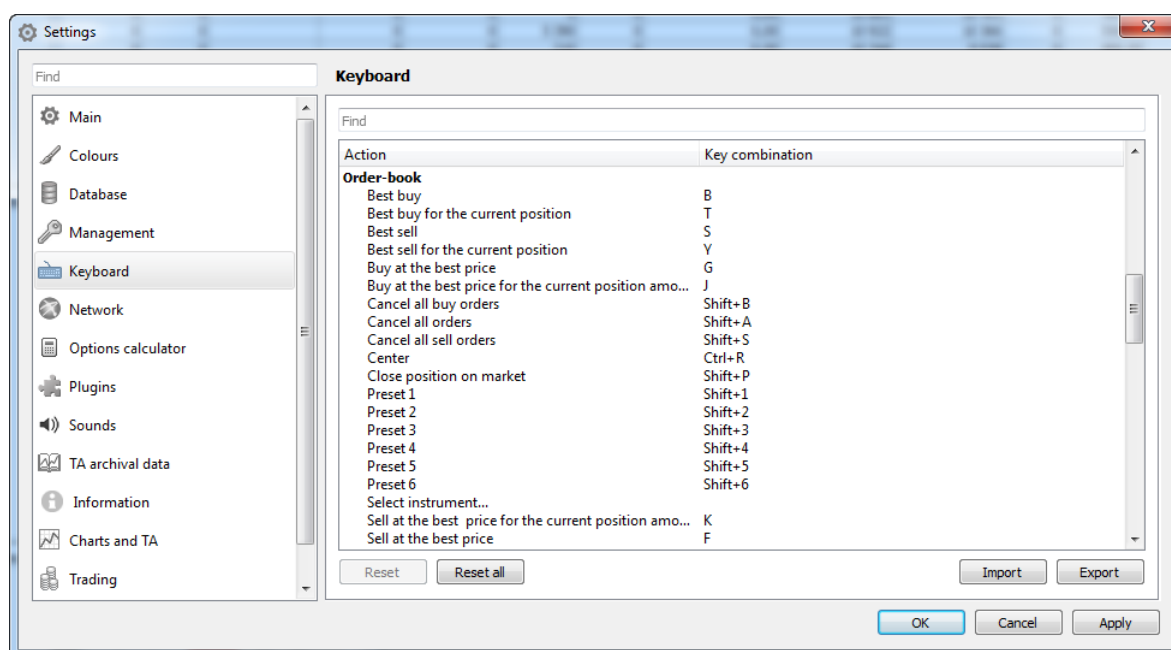 Settings
Find
Main
Colours
Database
Management
Keyboard
Network
Options calculator
Plugins
Sounds
TA archival data
Information
Charts and TA
Trading
Keyboard
Find
Action Key combination
Order-book
Best buy B
Best buy for the current position T
Best sell S
Best sell for the current position Y
Buy at the best price G
Buy at the best price for the current position amo... J
Cancel all buy orders Shift+B
Cancel all orders Shift+A
Cancel all sell orders Shift+S
Center Ctrl+R
Close position on market Shift+P
Preset 1 Shift+1
Preset 2 Shift+2
Preset 3 Shift+3
Preset 4 Shift+4
Preset 5 Shift+5
Preset 6 Shift+6
Select instrument...
Sell at the best  price for the current position amo... K
Sell at the best price F
Reset Reset all Import Export
OK Cancel Apply